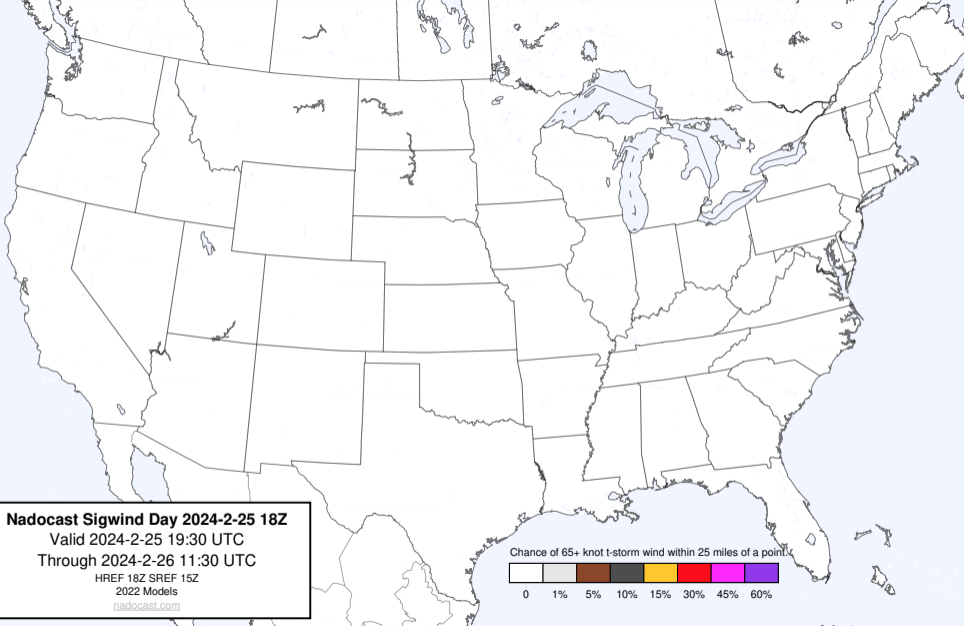 Nadocast Sigwind Day 2024-2-25 18Z
Valid 2024-2-25 19:30 UTC
Through 2024-2-26 11:30 UTC
HREF 18Z SREF 15Z
2022 Models
nadocast.com
Chance of 65+ knot t-storm wind within 25 miles of a point.
0 1% 5% 10% 15% 30% 45% 60%